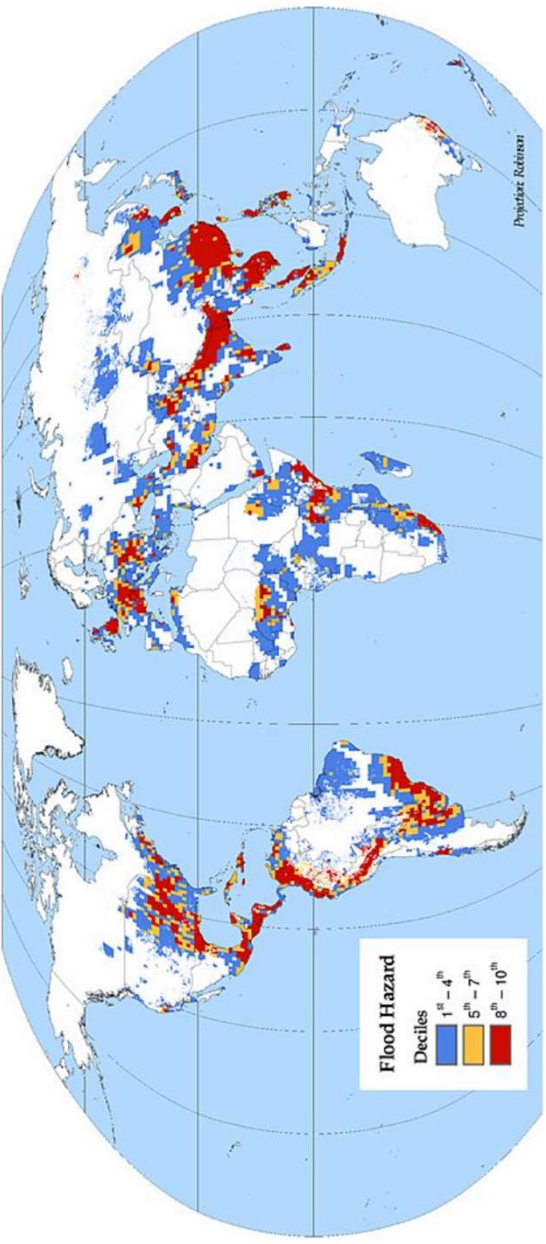 Flood Hazard
Deciles
1st – 4th
5th – 7th
8th – 10th
Projection: Robinson